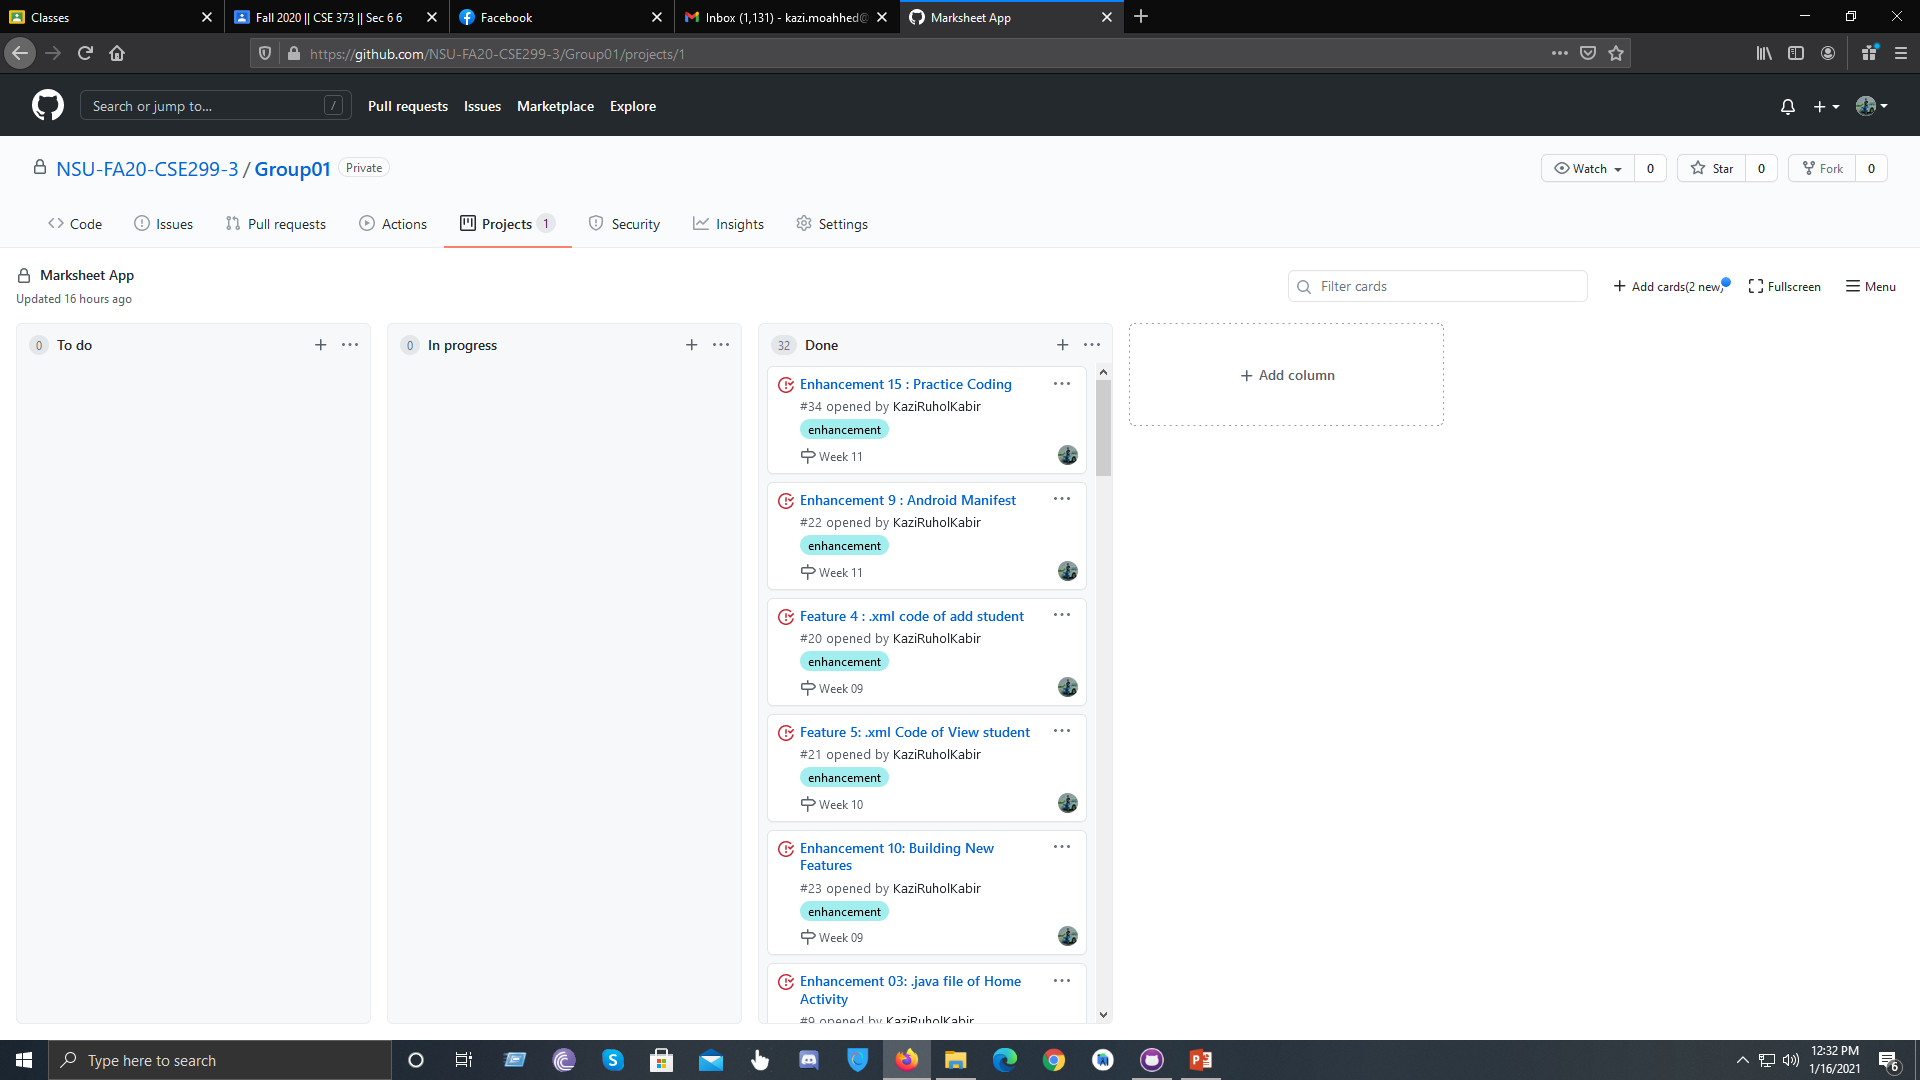 Classes
Fall 2020 || CSE 373 || Sec 6 6
Facebook
Inbox (1,131) - kazi.moahhed@
Marksheet App
https://github.com/NSU-FA20-CSE299-3/Group01/projects/1
Search or jump to... /
Pull requests Issues Marketplace Explore
NSU-FA20-CSE299-3 / Group01 Private
Watch 0 Star 0 Fork 0
Code Issues Pull requests Actions Projects 1 Security Insights Settings
Marksheet App
Updated 16 hours ago
Filter cards
+ Add cards(2 new) Fullscreen Menu
0 To do
0 In progress
32 Done
Enhancement 15 : Practice Coding
#34 opened by KaziRuholKabir
enhancement
Week 11
Enhancement 9 : Android Manifest
#22 opened by KaziRuholKabir
enhancement
Week 11
Feature 4 : .xml code of add student
#20 opened by KaziRuholKabir
enhancement
Week 09
Feature 5: .xml Code of View student
#21 opened by KaziRuholKabir
enhancement
Week 10
Enhancement 10: Building New
Features
#23 opened by KaziRuholKabir
enhancement
Week 09
Enhancement 03: .java file of Home
Activity
#9 opened by KaziRuholKabir
+ Add column
Type here to search
12:32 PM
1/16/2021
6